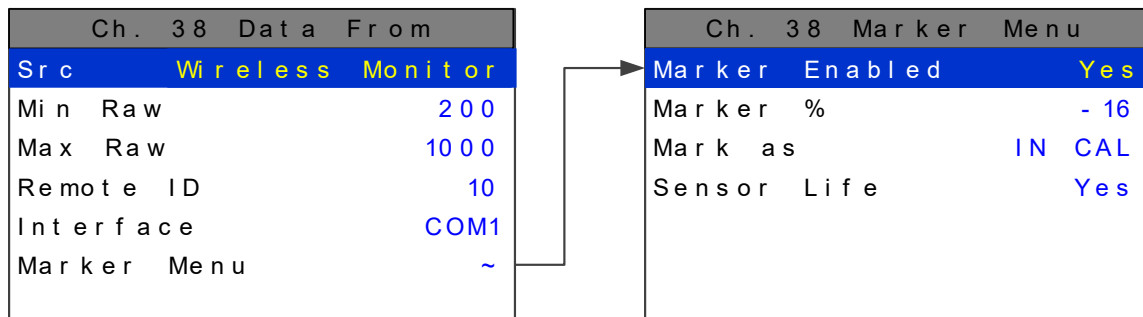 Ch. 38 Data From
Src Wireless Monitor
Min Raw 200
Max Raw 1000
Remote ID 10
Interface COM1
Marker Menu ~
Ch. 38 Marker Menu
Marker Enabled Yes
Marker % -16
Mark as IN CAL
Sensor Life Yes